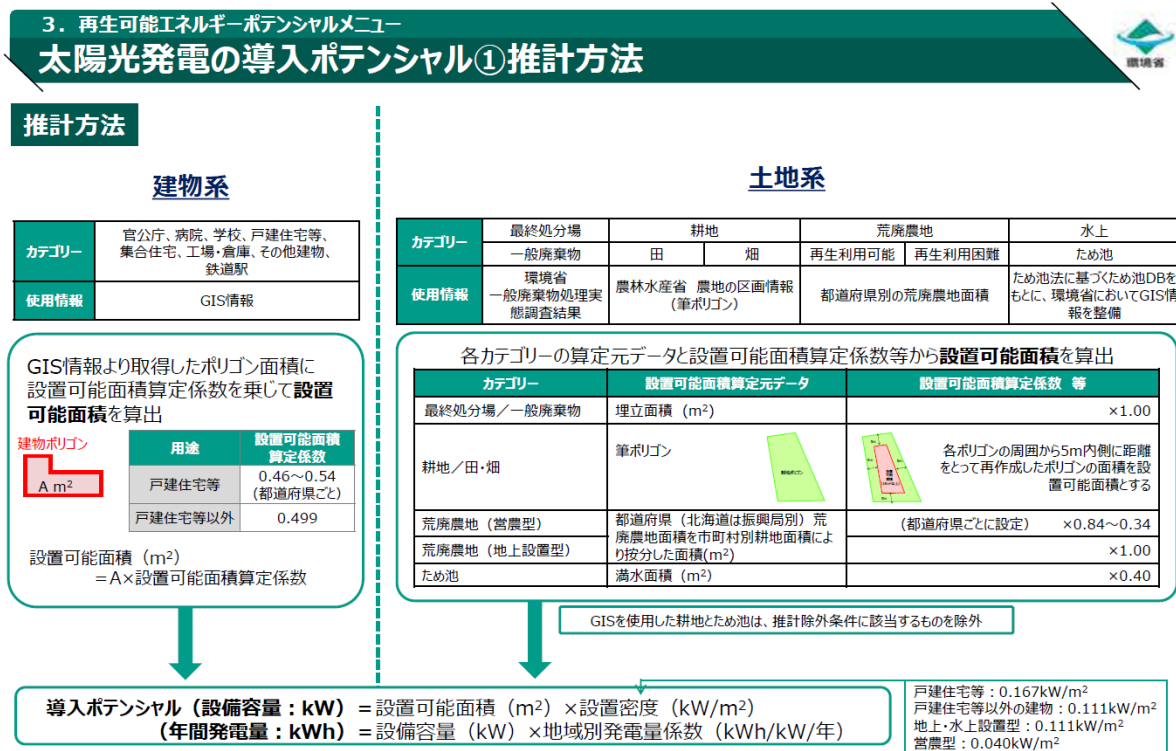 3．再生可能エネルギーポテンシャルメニュー
太陽光発電の導入ポテンシャル①推計方法
環境省
推計方法
建物系
カテゴリー
官公庁、病院、学校、戸建住宅等、
集合住宅、工場・倉庫、その他建物、
鉄道駅
使用情報
GIS情報
GIS情報より取得したポリゴン面積に
設置可能面積算定係数を乗じて設置
可能面積を算出
建物ポリゴン
A m²
用途
設置可能面積
算定係数
戸建住宅等
0.46～0.54
(都道府県ごと)
戸建住宅等以外
0.499
設置可能面積（m²）
＝A×設置可能面積算定係数
土地系
カテゴリー
最終処分場
耕地
荒廃農地
水上
一般廃棄物
田
畑
再生利用可能
再生利用困難
ため池
使用情報
環境省
一般廃棄物処理実
態調査結果
農林水産省 農地の区画情報
（筆ポリゴン）
都道府県別の荒廃農地面積
ため池法に基づくため池DBを
もとに、環境省においてGIS情
報を整備
各カテゴリーの算定元データと設置可能面積算定係数等から設置可能面積を算出
カテゴリー
設置可能面積算定元データ
設置可能面積算定係数 等
最終処分場／一般廃棄物
埋立面積（m²）
×1.00
耕地／田・畑
筆ポリゴン
各ポリゴンの周囲から5m内側に距離
をとって再作成したポリゴンの面積を設
置可能面積とする
荒廃農地（営農型）
都道府県（北海道は振興局別）荒
廃農地面積を市町村別耕地面積によ
り按分した面積(m²)
（都道府県ごとに設定） ×0.84～0.34
荒廃農地（地上設置型）
×1.00
ため池
満水面積（m²）
×0.40
GISを使用した耕地とため池は、推計除外条件に該当するものを除外
導入ポテンシャル（設備容量：kW）＝設置可能面積（m²）×設置密度（kW/m²）
（年間発電量：kWh）＝設備容量（kW）×地域別発電量係数（kWh/kW/年）
戸建住宅等：0.167kW/m²
戸建住宅等以外の建物：0.111kW/m²
地上・水上設置型：0.111kW/m²
営農型：0.040kW/m²